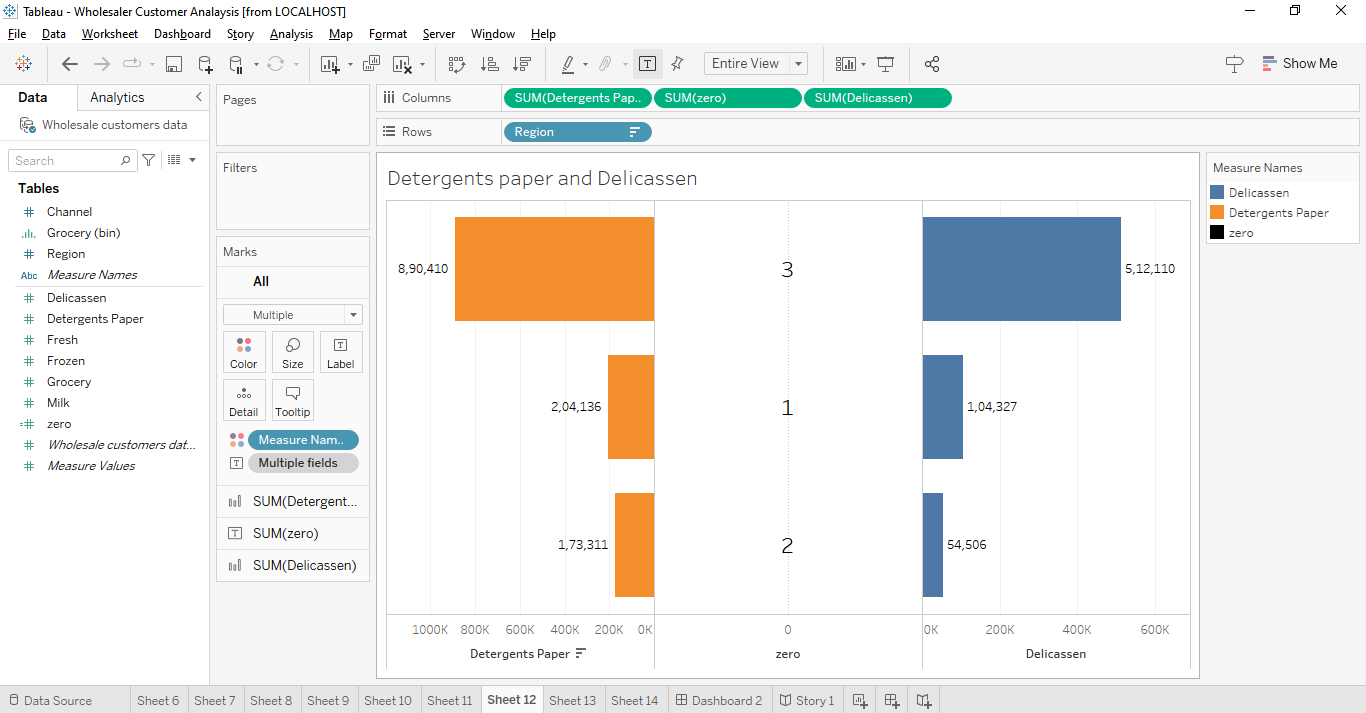 Tableau - Wholesaler Customer Analaysis [from LOCALHOST]
File Data Worksheet Dashboard Story Analysis Map Format Server Window Help
Entire View
Show Me
Data Analytics
Wholesale customers data
Search
Tables
Channel
Grocery (bin)
Region
Abc Measure Names
Delicassen
Detergents Paper
Fresh
Frozen
Grocery
Milk
zero
Wholesale customers dat...
Measure Values
Pages
Filters
Marks
All
Multiple
Color Size Label
Detail Tooltip
Measure Nam..
Multiple fields
SUM(Detergent...
SUM(zero)
SUM(Delicassen)
Columns SUM(Detergents Pap.. SUM(zero) SUM(Delicassen)
Rows Region
Detergents paper and Delicassen
8,90,410 3 5,12,110
2,04,136 1 1,04,327
1,73,311 2 54,506
1000K 800K 600K 400K 200K 0K 0 0K 200K 400K 600K
Detergents Paper zero Delicassen
Measure Names
Delicassen
Detergents Paper
zero
Data Source Sheet 6 Sheet 7 Sheet 8 Sheet 9 Sheet 10 Sheet 11 Sheet 12 Sheet 13 Sheet 14 Dashboard 2 Story 1